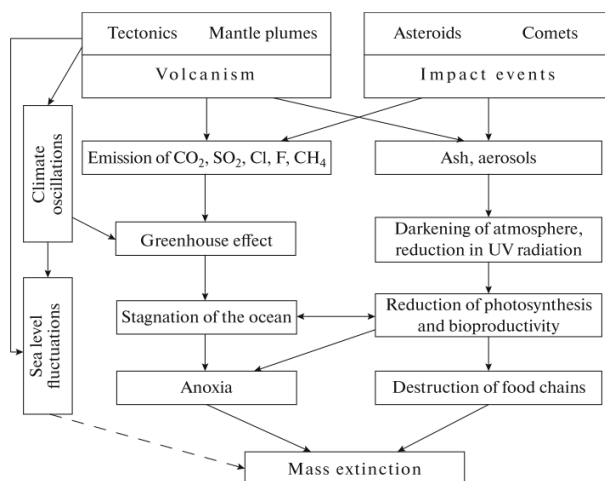 Tectonics Mantle plumes
Asteroids Comets
Volcanism
Impact events
Climate
oscillations
Emission of CO₂, SO₂, Cl, F, CH₄
Ash, aerosols
Greenhouse effect
Darkening of atmosphere,
reduction in UV radiation
Sea level
fluctuations
Stagnation of the ocean
Reduction of photosynthesis
and bioproductivity
Anoxia
Destruction of food chains
Mass extinction